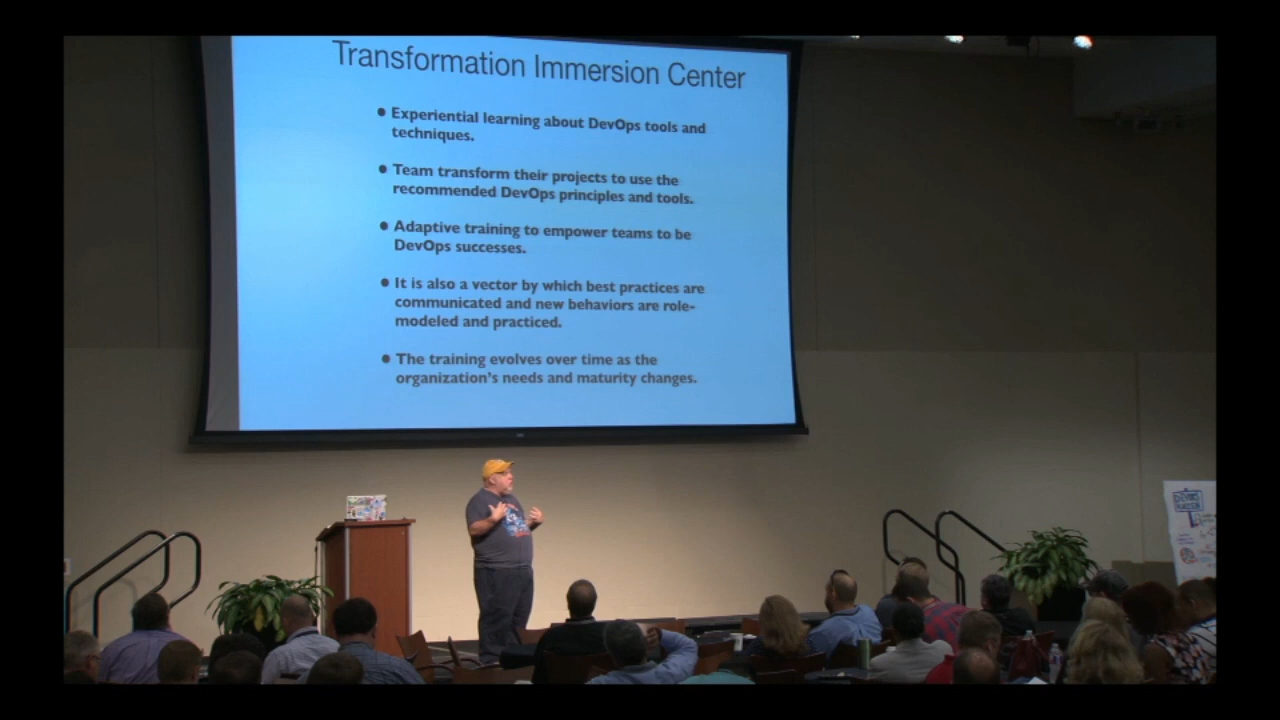 Transformation Immersion Center
• Experiential learning about DevOps tools and
techniques.
• Team transform their projects to use the
recommended DevOps principles and tools.
• Adaptive training to empower teams to be
DevOps successes.
• It is also a vector by which best practices are
communicated and new behaviors are role-
modeled and practiced.
• The training evolves over time as the
organization's needs and maturity changes.
DEVOPS